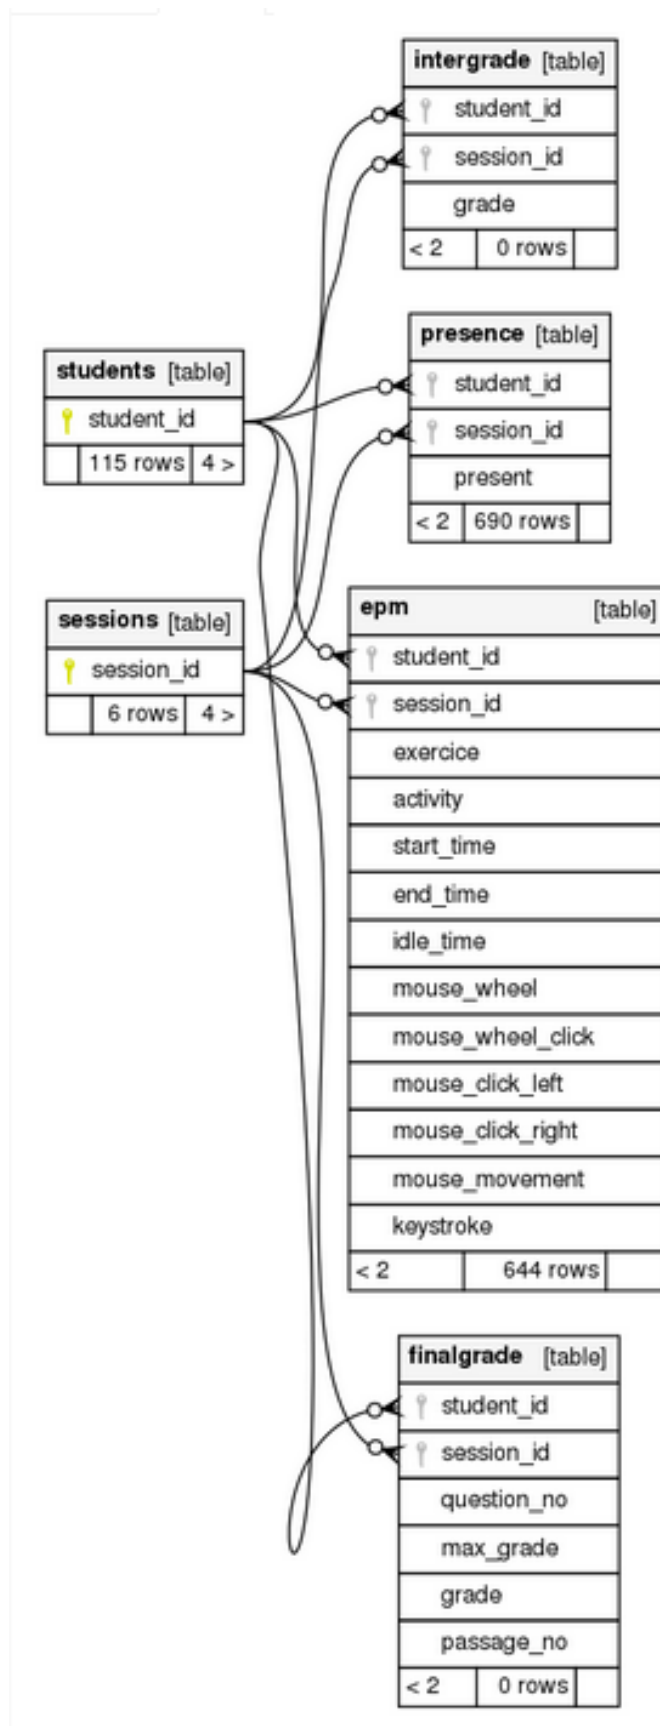 intergrade [table]
student_id
session_id
grade
< 2 0 rows
presence [table]
student_id
session_id
present
< 2 690 rows
students [table]
student_id
115 rows 4 >
sessions [table]
session_id
6 rows 4 >
epm [table]
student_id
session_id
exercice
activity
start_time
end_time
idle_time
mouse_wheel
mouse_wheel_click
mouse_click_left
mouse_click_right
mouse_movement
keystroke
< 2 644 rows
finalgrade [table]
student_id
session_id
question_no
max_grade
grade
passage_no
< 2 0 rows